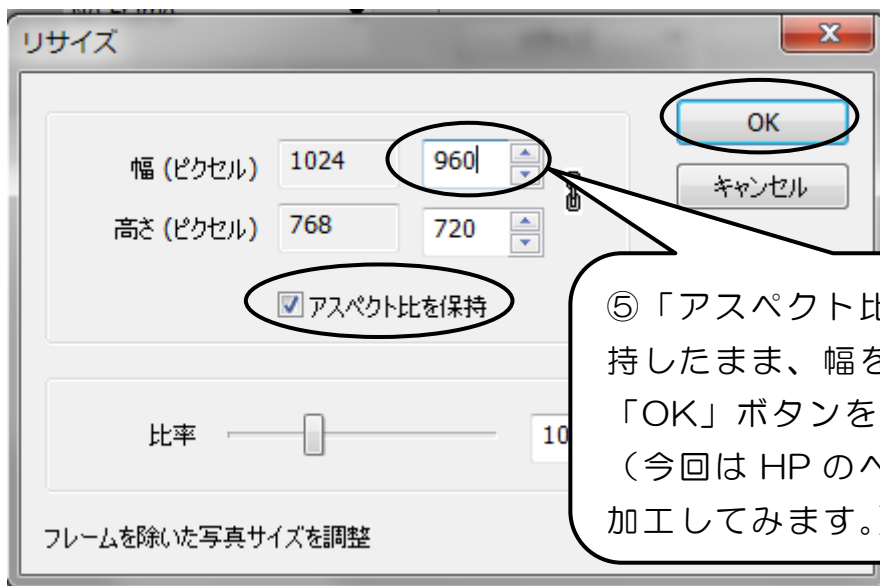 リサイズ
OK
幅 (ピクセル) 1024 960
キャンセル
高さ (ピクセル) 768 720
アスペクト比を保持
⑤「アスペクト比
持したまま、幅を
「OK」ボタンを
比率 10
(今回は HP のヘ
加工してみます。
フレームを除いた写真サイズを調整